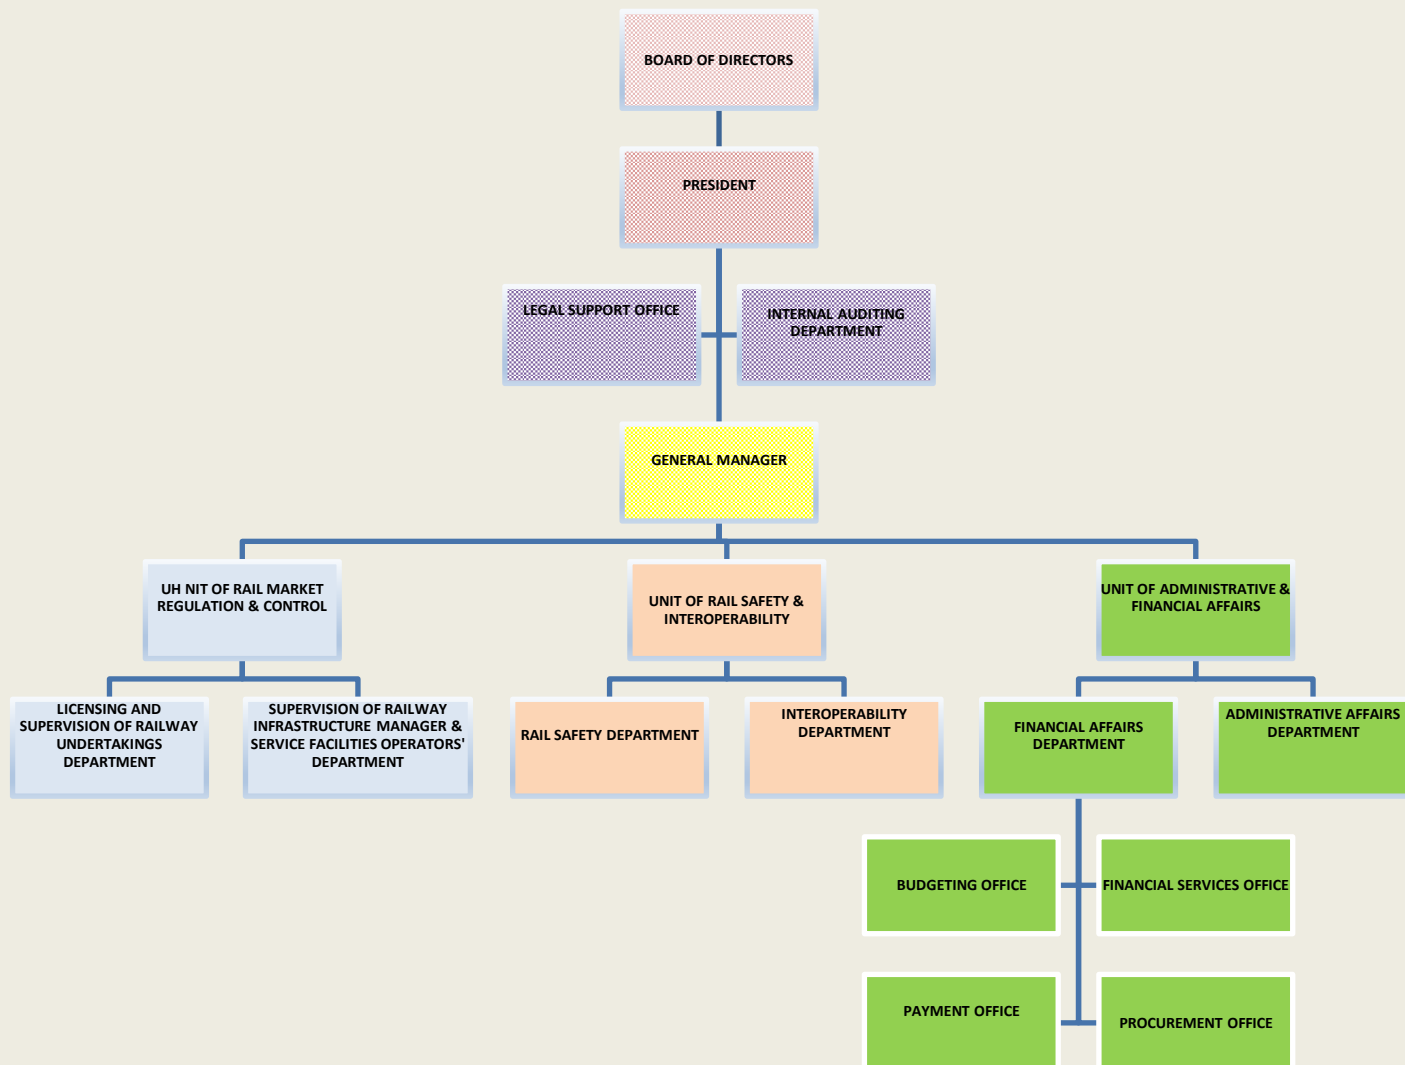 BOARD OF DIRECTORS
PRESIDENT
LEGAL SUPPORT OFFICE
INTERNAL AUDITING
DEPARTMENT
GENERAL MANAGER
UH NIT OF RAIL MARKET
REGULATION & CONTROL
UNIT OF RAIL SAFETY &
INTEROPERABILITY
UNIT OF ADMINISTRATIVE &
FINANCIAL AFFAIRS
LICENSING AND
SUPERVISION OF RAILWAY
UNDERTAKINGS
DEPARTMENT
SUPERVISION OF RAILWAY
INFRASTRUCTURE MANAGER &
SERVICE FACILITIES OPERATORS'
DEPARTMENT
RAIL SAFETY DEPARTMENT
INTEROPERABILITY
DEPARTMENT
FINANCIAL AFFAIRS
DEPARTMENT
ADMINISTRATIVE AFFAIRS
DEPARTMENT
BUDGETING OFFICE
FINANCIAL SERVICES OFFICE
PAYMENT OFFICE
PROCUREMENT OFFICE